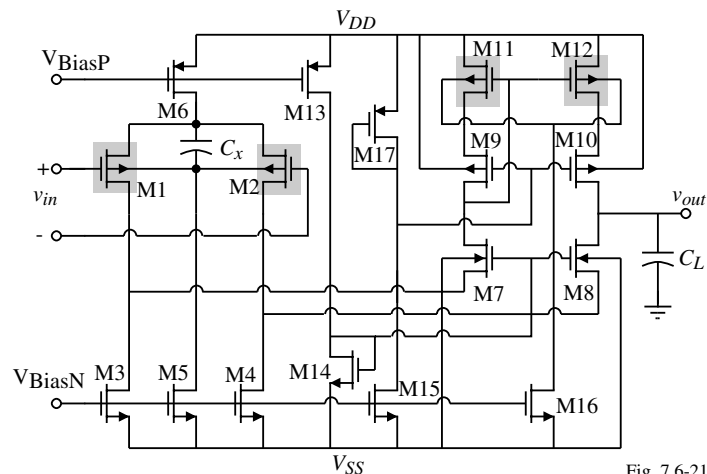 V_DD
V_BiasP
M6
M13
M11
M12
M17
C_x
M9
M10
+
v_in
-
M1
M2
v_out
C_L
M7
M8
V_BiasN
M3
M5
M4
M14
M15
M16
V_SS
Fig. 7.6-21